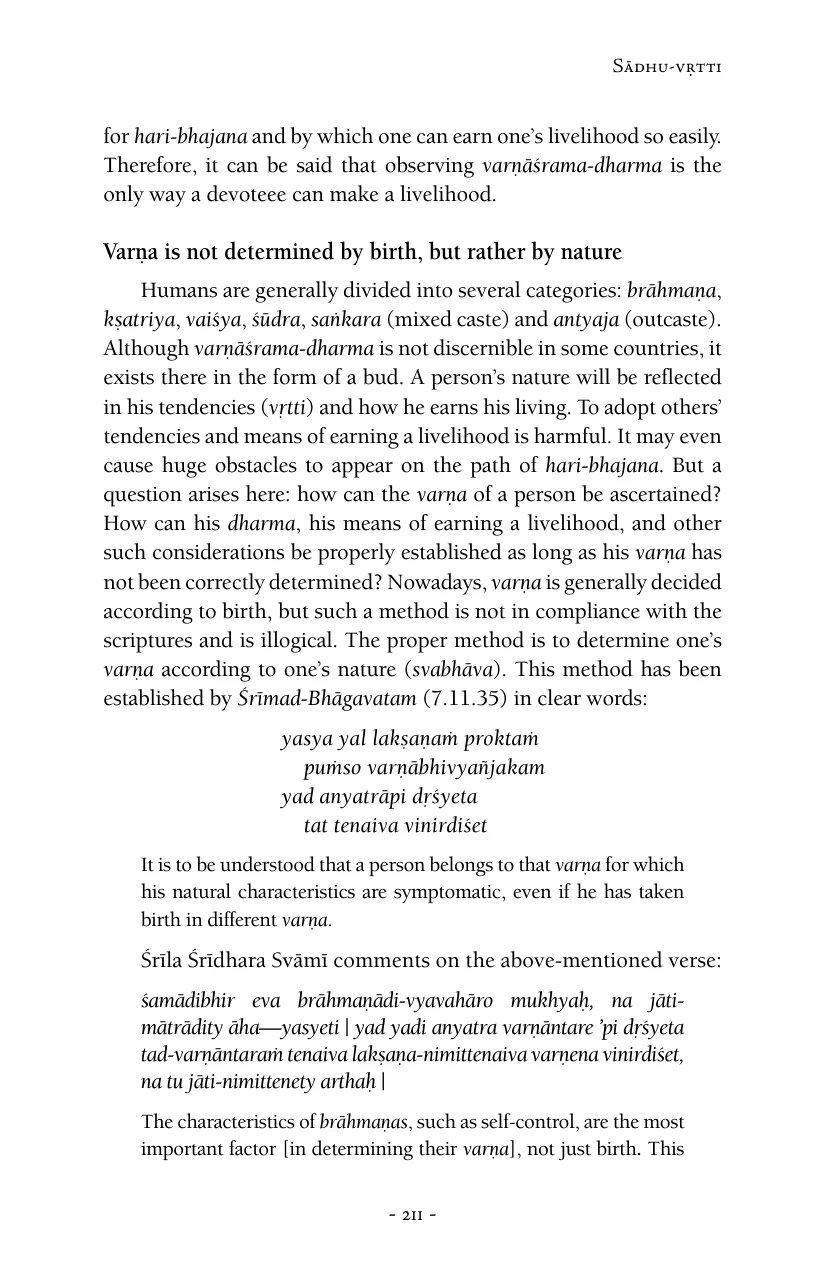 Sādhu-vṛtti
for hari-bhajana and by which one can earn one’s livelihood so easily.
Therefore, it can be said that observing varṇāśrama-dharma is the
only way a devoteee can make a livelihood.
Varṇa is not determined by birth, but rather by nature
Humans are generally divided into several categories: brāhmaṇa,
kṣatriya, vaiśya, śūdra, saṅkara (mixed caste) and antyaja (outcaste).
Although varṇāśrama-dharma is not discernible in some countries, it
exists there in the form of a bud. A person’s nature will be reflected
in his tendencies (vṛtti) and how he earns his living. To adopt others’
tendencies and means of earning a livelihood is harmful. It may even
cause huge obstacles to appear on the path of hari-bhajana. But a
question arises here: how can the varṇa of a person be ascertained?
How can his dharma, his means of earning a livelihood, and other
such considerations be properly established as long as his varṇa has
not been correctly determined? Nowadays, varṇa is generally decided
according to birth, but such a method is not in compliance with the
scriptures and is illogical. The proper method is to determine one’s
varṇa according to one’s nature (svabhāva). This method has been
established by Śrīmad-Bhāgavatam (7.11.35) in clear words:
yasya yal lakṣaṇaṁ proktaṁ
puṁso varṇābhivyañjakam
yad anyatrāpi dṛśyeta
tat tenaiva vinirdiśet
It is to be understood that a person belongs to that varṇa for which
his natural characteristics are symptomatic, even if he has taken
birth in different varṇa.
Śrīla Śrīdhara Svāmī comments on the above-mentioned verse:
śamādibhir eva brāhmaṇādi-vyavahāro mukhyaḥ, na jāti-
mātrādity āha—yasyeti | yad yadi anyatra varṇāntare ’pi dṛśyeta
tad-varṇāntaraṁ tenaiva lakṣaṇa-nimittenaiva varṇena vinirdiśet,
na tu jāti-nimittenety arthaḥ |
The characteristics of brāhmaṇas, such as self-control, are the most
important factor [in determining their varṇa], not just birth. This
- 211 -